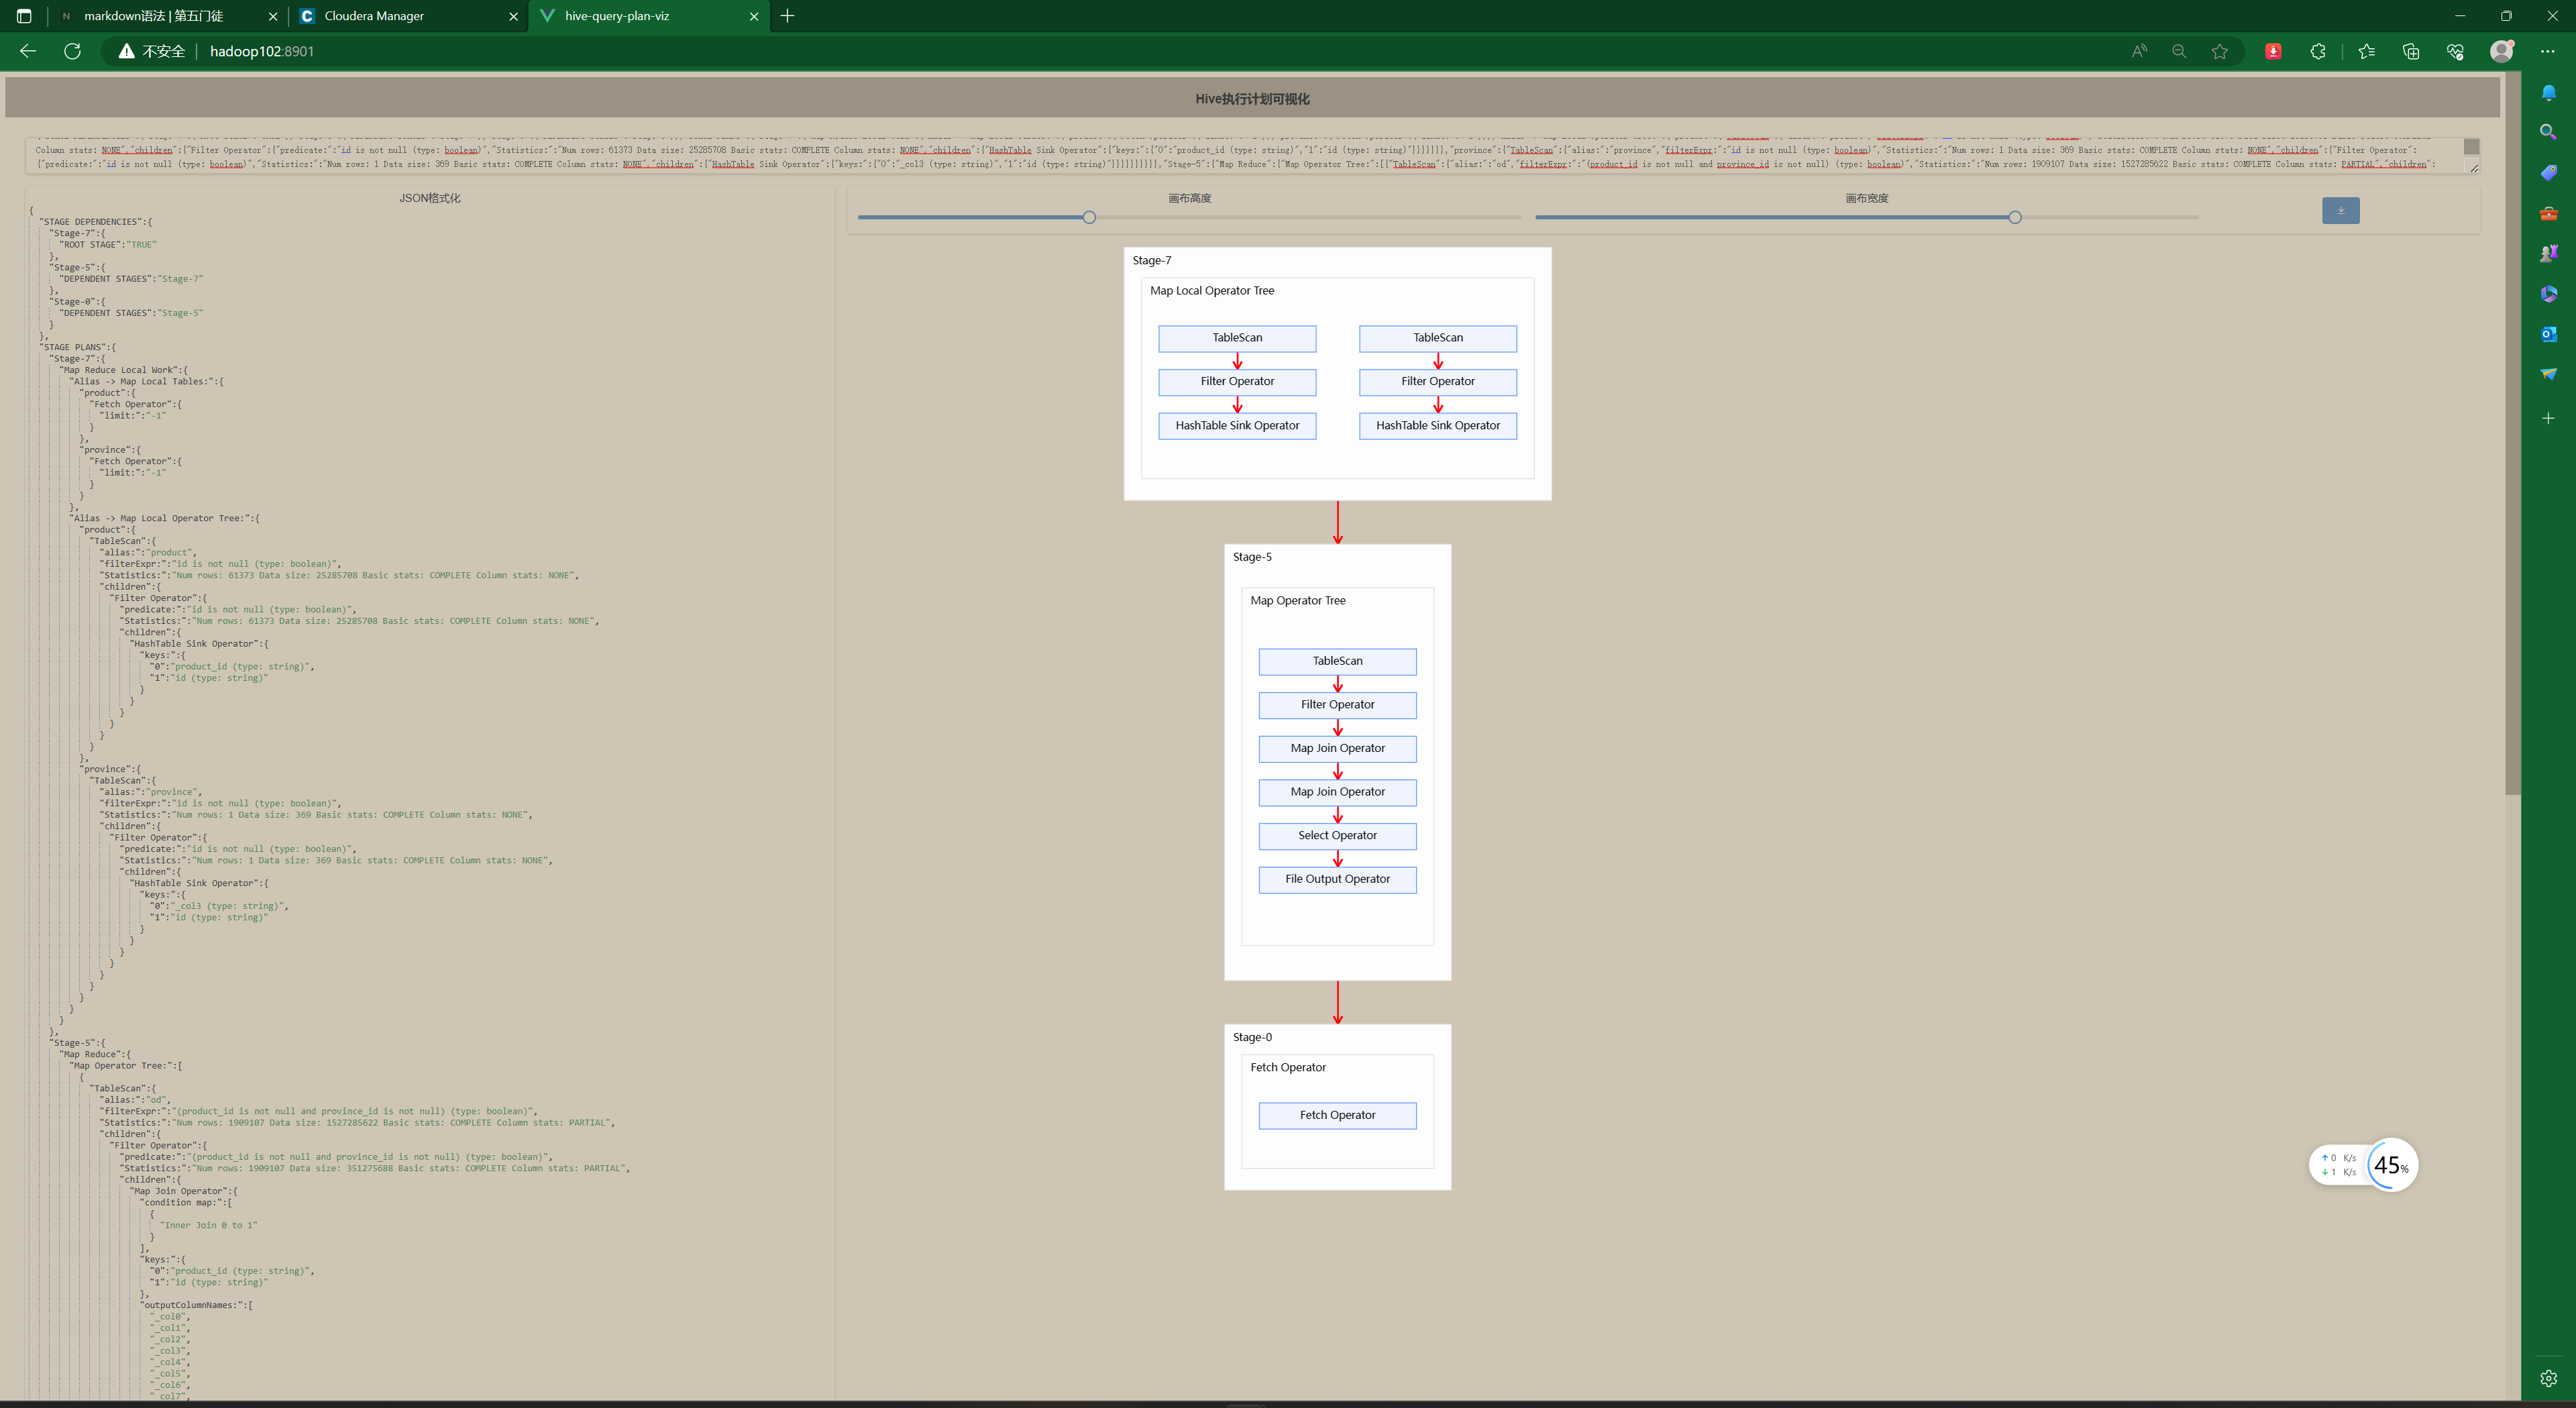 markdown语法 | 第五门徒
Cloudera Manager
hive-query-plan-viz
不安全
hadoop102:8901
Hive执行计划可视化
Column stats: NONE","children":{"Filter Operator":{"predicate:":"id is not null (type: boolean)","Statistics:":"Num rows: 61373 Data size: 25285708 Basic stats: COMPLETE Column stats: NONE","children":{"HashTable Sink Operator":{"keys:":{"0":"product_id (type: string)","1":"id (type: string)"}}}}}}},"province":{"TableScan":{"alias:":"province","filterExpr:":"id is not null (type: boolean)","Statistics:":"Num rows: 1 Data size: 369 Basic stats: COMPLETE Column stats: NONE","children":{"Filter Operator":
{"predicate:":"id is not null (type: boolean)","Statistics:":"Num rows: 1 Data size: 369 Basic stats: COMPLETE Column stats: NONE","children":{"HashTable Sink Operator":{"keys:":{"0":"_col3 (type: string)","1":"id (type: string)"}}}}}}}}}},"Stage-5":{"Map Reduce":{"Map Operator Tree:":[{"TableScan":{"alias:":"od","filterExpr:":"(product_id is not null and province_id is not null) (type: boolean)","Statistics:":"Num rows: 1909107 Data size: 1527285622 Basic stats: COMPLETE Column stats: PARTIAL","children":
JSON格式化
{
"STAGE DEPENDENCIES":{
"Stage-7":{
"ROOT STAGE":"TRUE"
},
"Stage-5":{
"DEPENDENT STAGES":"Stage-7"
},
"Stage-0":{
"DEPENDENT STAGES":"Stage-5"
}
},
"STAGE PLANS":{
"Stage-7":{
"Map Reduce Local Work":{
"Alias -> Map Local Tables:":{
"product":{
"Fetch Operator":{
"limit:":"-1"
}
},
"province":{
"Fetch Operator":{
"limit:":"-1"
}
}
},
"Alias -> Map Local Operator Tree:":{
"product":{
"TableScan":{
"alias:":"product",
"filterExpr:":"id is not null (type: boolean)",
"Statistics:":"Num rows: 61373 Data size: 25285708 Basic stats: COMPLETE Column stats: NONE",
"children":{
"Filter Operator":{
"predicate:":"id is not null (type: boolean)",
"Statistics:":"Num rows: 61373 Data size: 25285708 Basic stats: COMPLETE Column stats: NONE",
"children":{
"HashTable Sink Operator":{
"keys:":{
"0":"product_id (type: string)",
"1":"id (type: string)"
}
}
}
}
}
}
},
"province":{
"TableScan":{
"alias:":"province",
"filterExpr:":"id is not null (type: boolean)",
"Statistics:":"Num rows: 1 Data size: 369 Basic stats: COMPLETE Column stats: NONE",
"children":{
"Filter Operator":{
"predicate:":"id is not null (type: boolean)",
"Statistics:":"Num rows: 1 Data size: 369 Basic stats: COMPLETE Column stats: NONE",
"children":{
"HashTable Sink Operator":{
"keys:":{
"0":"_col3 (type: string)",
"1":"id (type: string)"
}
}
}
}
}
}
}
}
}
},
"Stage-5":{
"Map Reduce":{
"Map Operator Tree:":[
{
"TableScan":{
"alias:":"od",
"filterExpr:":"(product_id is not null and province_id is not null) (type: boolean)",
"Statistics:":"Num rows: 1909107 Data size: 1527285622 Basic stats: COMPLETE Column stats: PARTIAL",
"children":{
"Filter Operator":{
"predicate:":"(product_id is not null and province_id is not null) (type: boolean)",
"Statistics:":"Num rows: 1909107 Data size: 351275688 Basic stats: COMPLETE Column stats: PARTIAL",
"children":{
"Map Join Operator":{
"condition map:":[
{
"Inner Join 0 to 1"
}
],
"keys:":{
"0":"product_id (type: string)",
"1":"id (type: string)"
},
"outputColumnNames:":[
"_col0",
"_col1",
"_col2",
"_col3",
"_col4",
"_col5",
"_col6",
"_col7",
画布高度
画布宽度
Stage-7
Map Local Operator Tree
TableScan
TableScan
Filter Operator
Filter Operator
HashTable Sink Operator
HashTable Sink Operator
Stage-5
Map Operator Tree
TableScan
Filter Operator
Map Join Operator
Map Join Operator
Select Operator
File Output Operator
Stage-0
Fetch Operator
Fetch Operator
↑ 0 K/s
↓ 1 K/s
45%